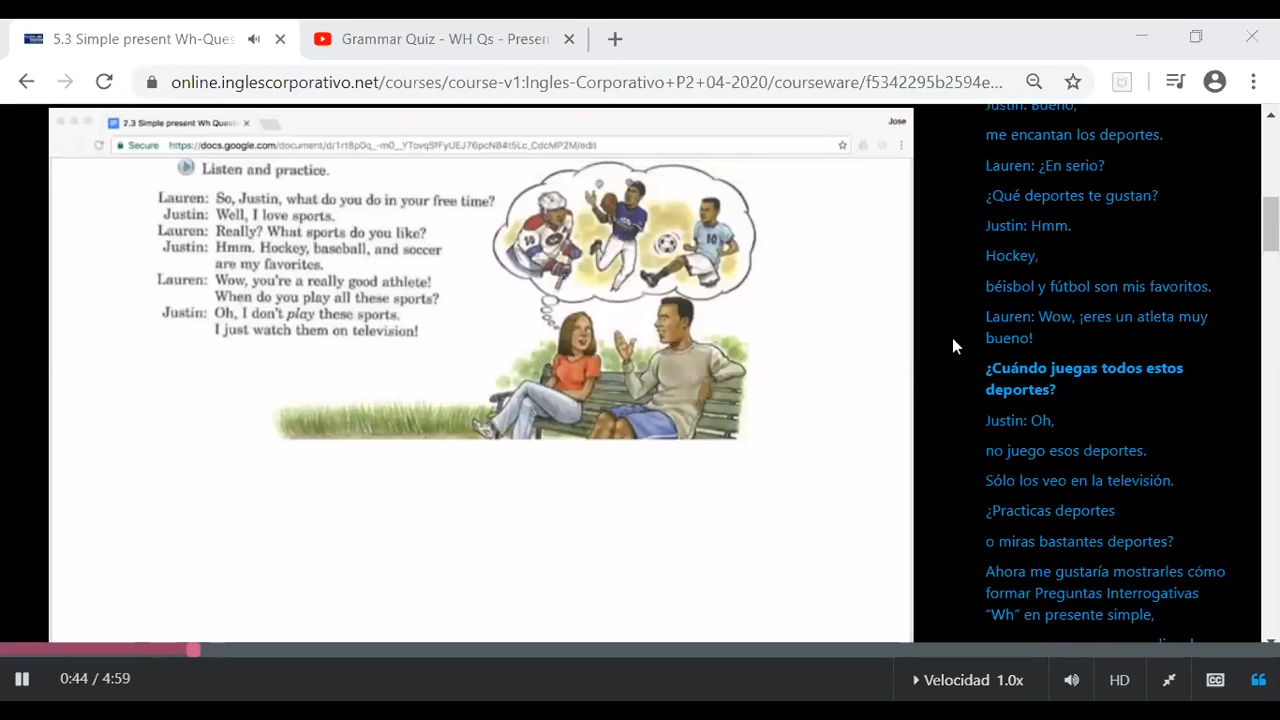 5.3 Simple present Wh-Ques
Grammar Quiz - WH Qs - Presen
online.inglescorporativo.net/courses/course-v1:Ingles-Corporativo+P2+04-2020/courseware/f5342295b2594e...
2.3 Simple present Wh Ques
Jose
Secure
Listen and practice.
Lauren: So, Justin, what do you do in your free time?
Justin: Well, I love sports.
Lauren: Really? What sports do you like?
Justin: Hmm. Hockey, baseball, and soccer
are my favorites.
Lauren: Wow, you're a really good athlete!
When do you play all these sports?
Justin: Oh, I don't play these sports.
I just watch them on television!
10
10
Justin: Bueno,
me encantan los deportes.
Lauren: ¿En serio?
¿Qué deportes te gustan?
Justin: Hmm.
Hockey,
béisbol y fútbol son mis favoritos.
Lauren: Wow, ¡eres un atleta muy
bueno!
¿Cuándo juegas todos estos
deportes?
Justin: Oh,
no juego esos deportes.
Sólo los veo en la televisión.
¿Practicas deportes
o miras bastantes deportes?
Ahora me gustaría mostrarles cómo
formar Preguntas Interrogativas
“Wh” en presente simple,
0:44 / 4:59
Velocidad 1.0x
HD
CC